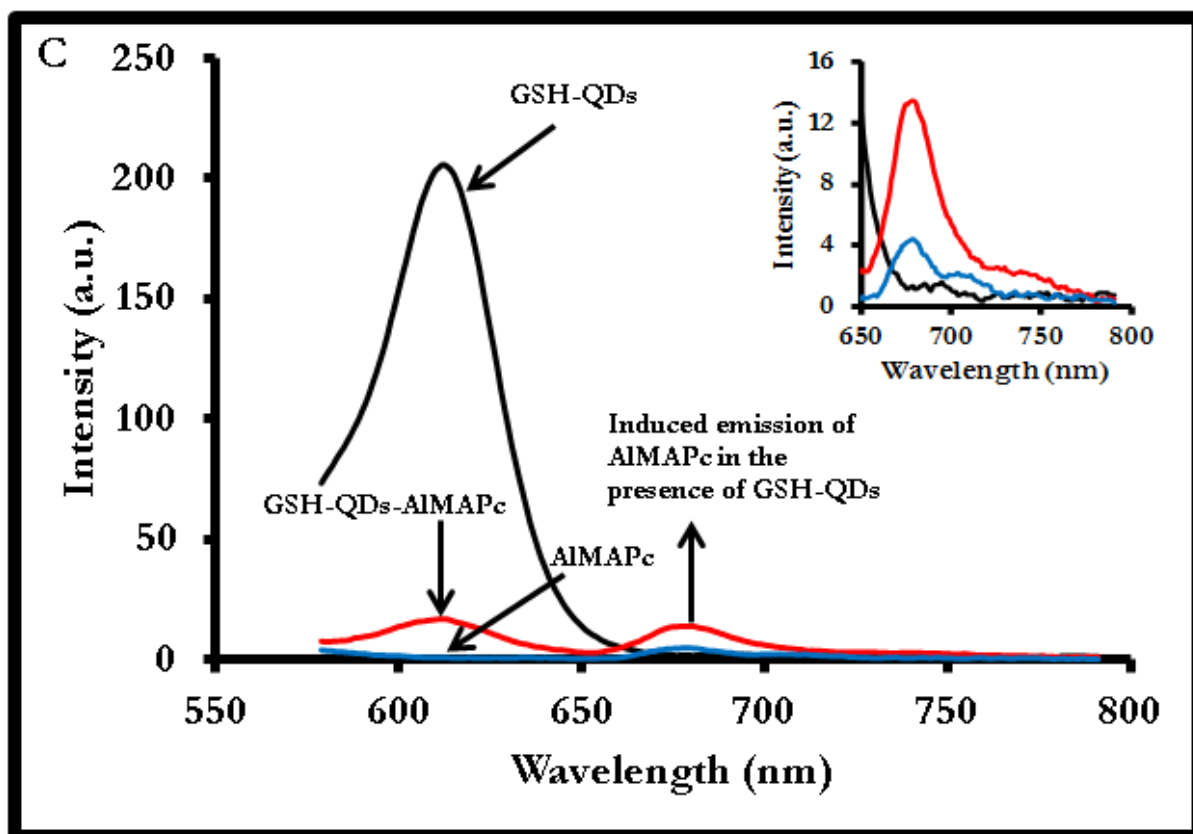 C
250
200
150
100
50
0
Intensity (a.u.)
550 600 650 700 750 800
Wavelength (nm)
GSH-QDs
GSH-QDs-AlMAPc
AlMAPc
Induced emission of
AlMAPc in the
presence of GSH-QDs
16
12
8
4
0
Intensity (a.u.)
650 700 750 800
Wavelength (nm)